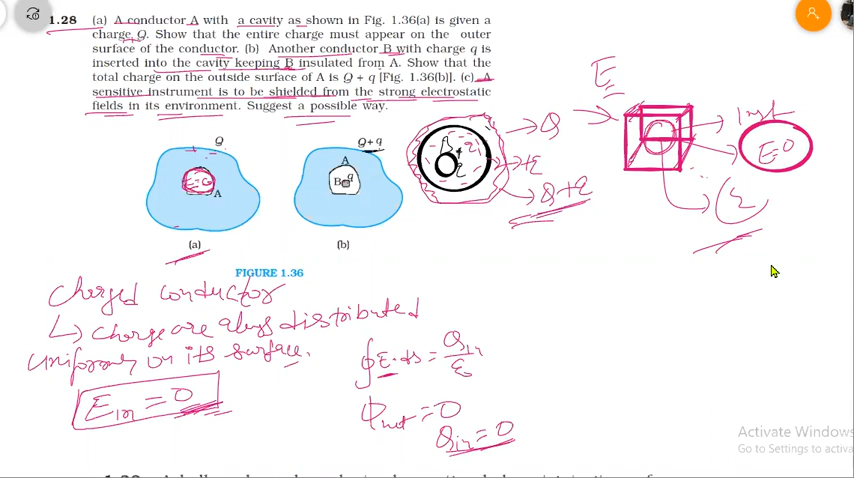 1.28 (a) A conductor A with a cavity as shown in Fig. 1.36(a) is given a
charge Q. Show that the entire charge must appear on the outer
surface of the conductor. (b) Another conductor B with charge q is
inserted into the cavity keeping B insulated from A. Show that the
total charge on the outside surface of A is Q + q [Fig. 1.36(b)]. (c) A
sensitive instrument is to be shielded from the strong electrostatic
fields in its environment. Suggest a possible way.
E
Inst
E=0
Q
+q
Q+q
Q
A
(a)
Q+q
A
B
q
(b)
FIGURE 1.36
Charged conductor
↳ charge are always distributed
uniformly on its surface.
E in = 0
∮E·ds = Q in / ε
Φ net = 0
Q in = 0
Activate Windows
Go to Settings to activa